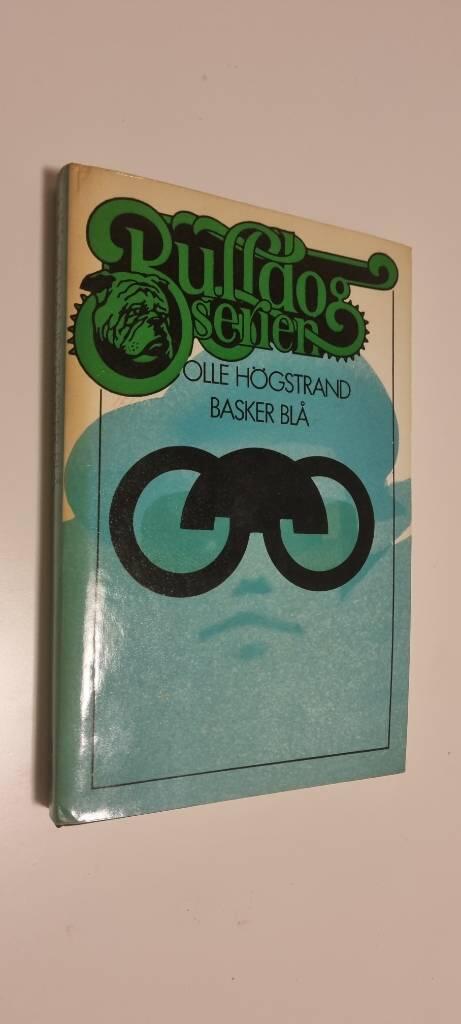 Bulldog
serien
OLLE HÖGSTRAND
BASKER BLÅ